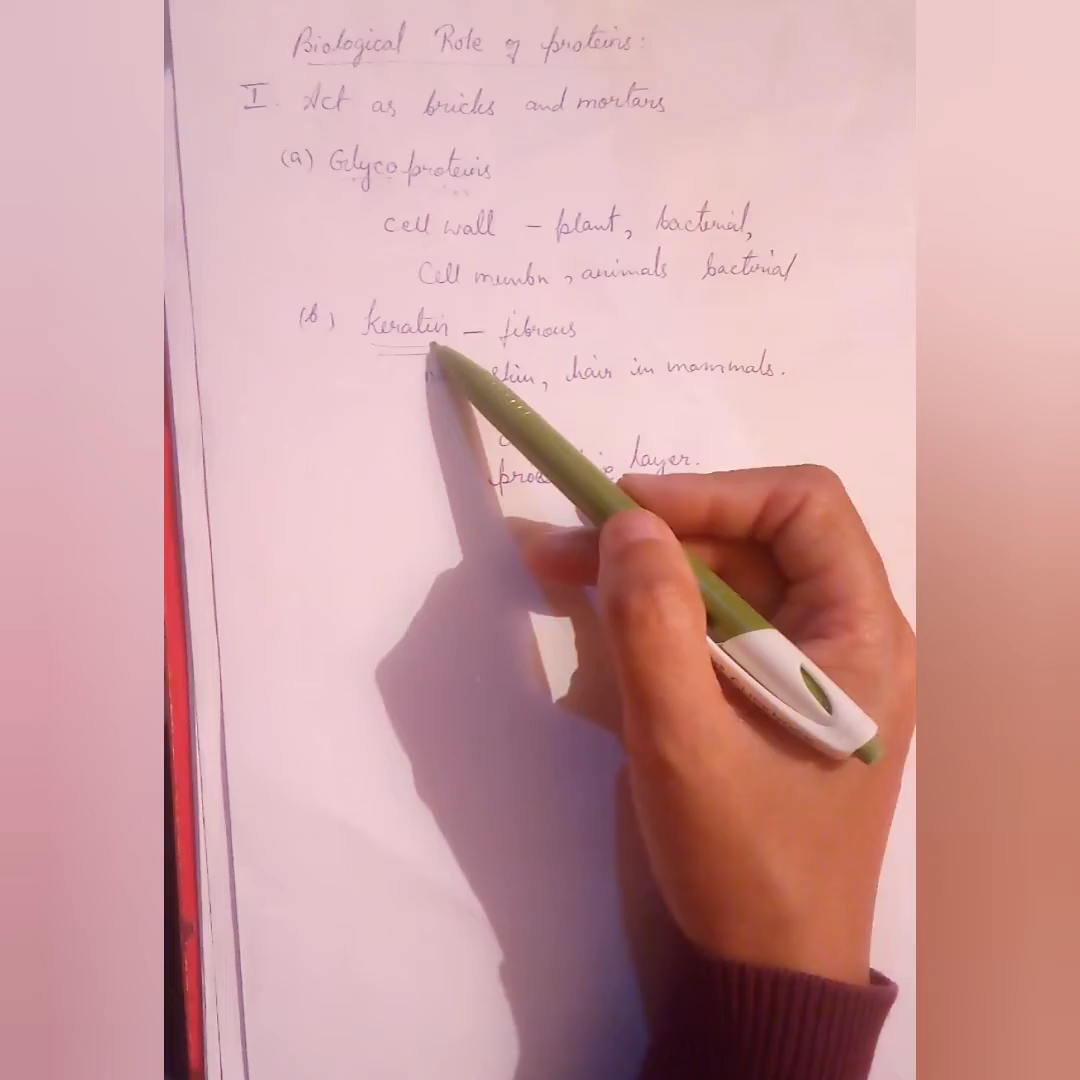 Biological Role of proteins:
I. Act as bricks and mortars
(a) Glycoproteins
Cell wall - plant, bacterial,
Cell membn, animals bacterial
(b) Keratin - fibrous
skin, hair in mammals.
layer.